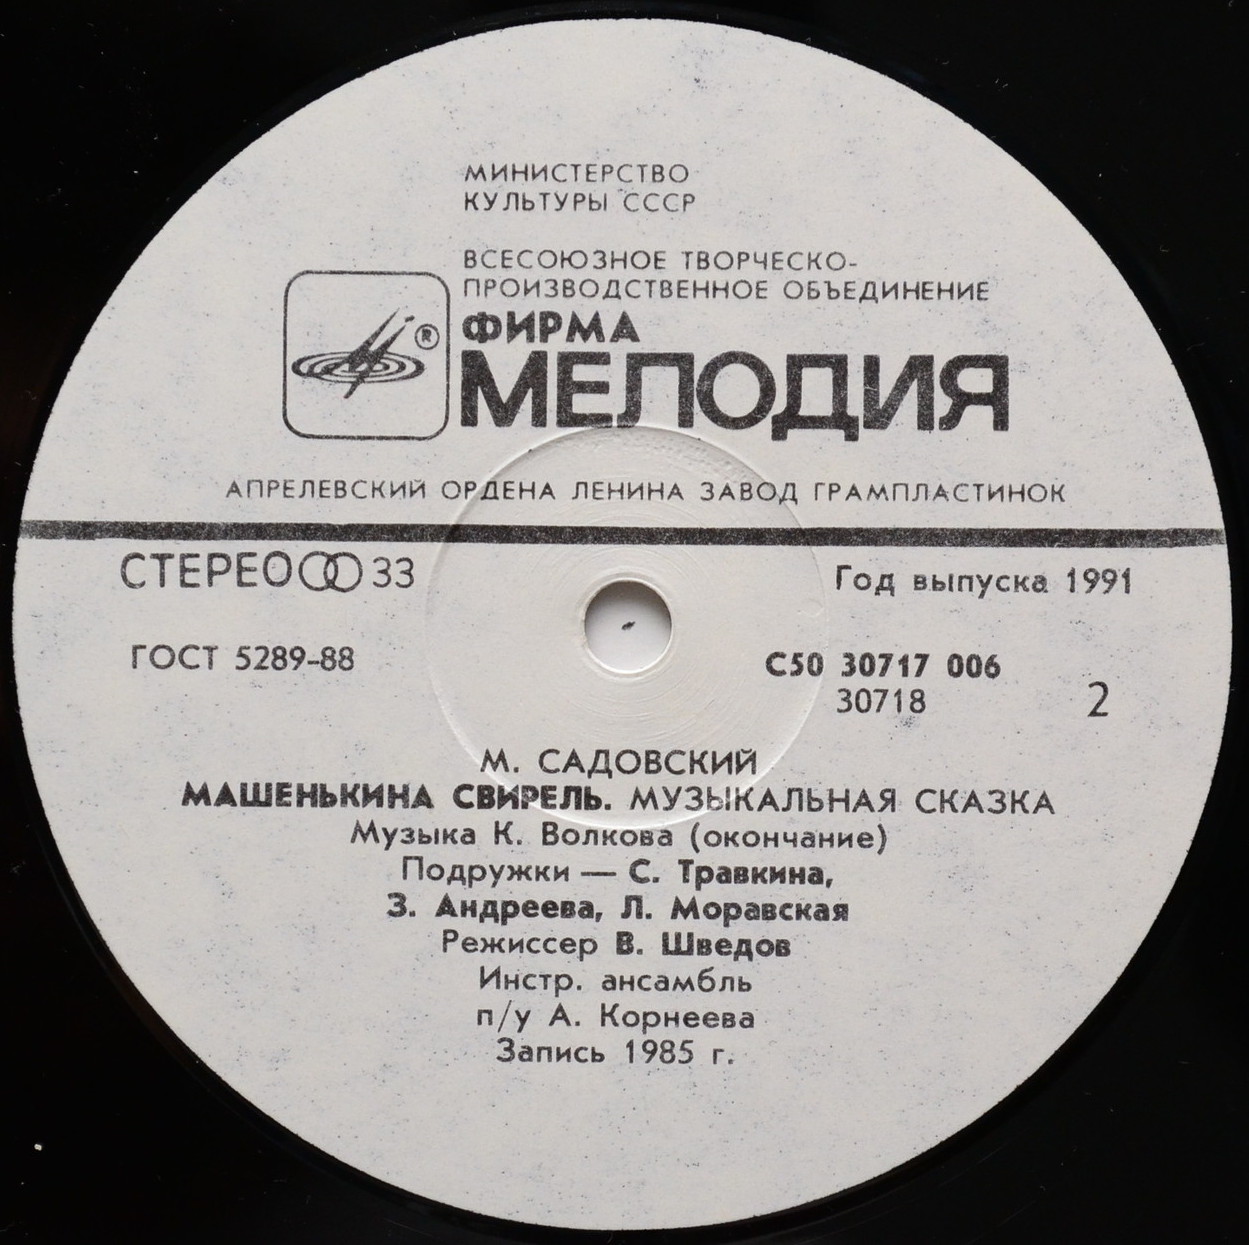 МИНИСТЕРСТВО
КУЛЬТУРЫ СССР
ВСЕСОЮЗНОЕ ТВОРЧЕСКО-
ПРОИЗВОДСТВЕННОЕ ОБЪЕДИНЕНИЕ
ФИРМА
®
МЕЛОДИЯ
АПРЕЛЕВСКИЙ ОРДЕНА ЛЕНИНА ЗАВОД ГРАМПЛАСТИНОК
СТЕРЕО 33
Год выпуска 1991
ГОСТ 5289-88
С50 30717 006
30718
2
М. САДОВСКИЙ
МАШЕНЬКИНА СВИРЕЛЬ. МУЗЫКАЛЬНАЯ СКАЗКА
Музыка К. Волкова (окончание)
Подружки — С. Травкина,
З. Андреева, Л. Моравская
Режиссер В. Шведов
Инстр. ансамбль
п/у А. Корнеева
Запись 1985 г.